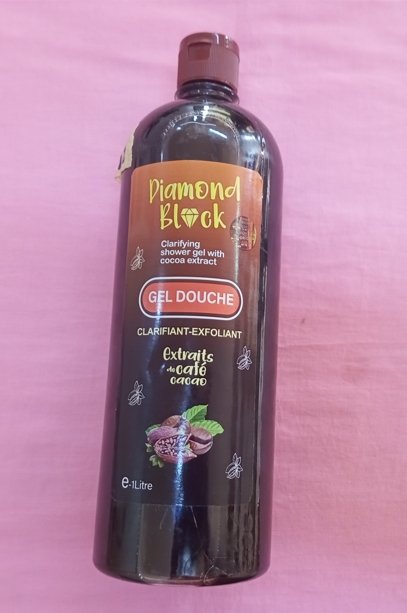 Diamond
Black
Clarifying
shower gel with
cocoa extract
GEL DOUCHE
CLARIFIANT-EXFOLIANT
extraits
de café
cacao
e-1Litre